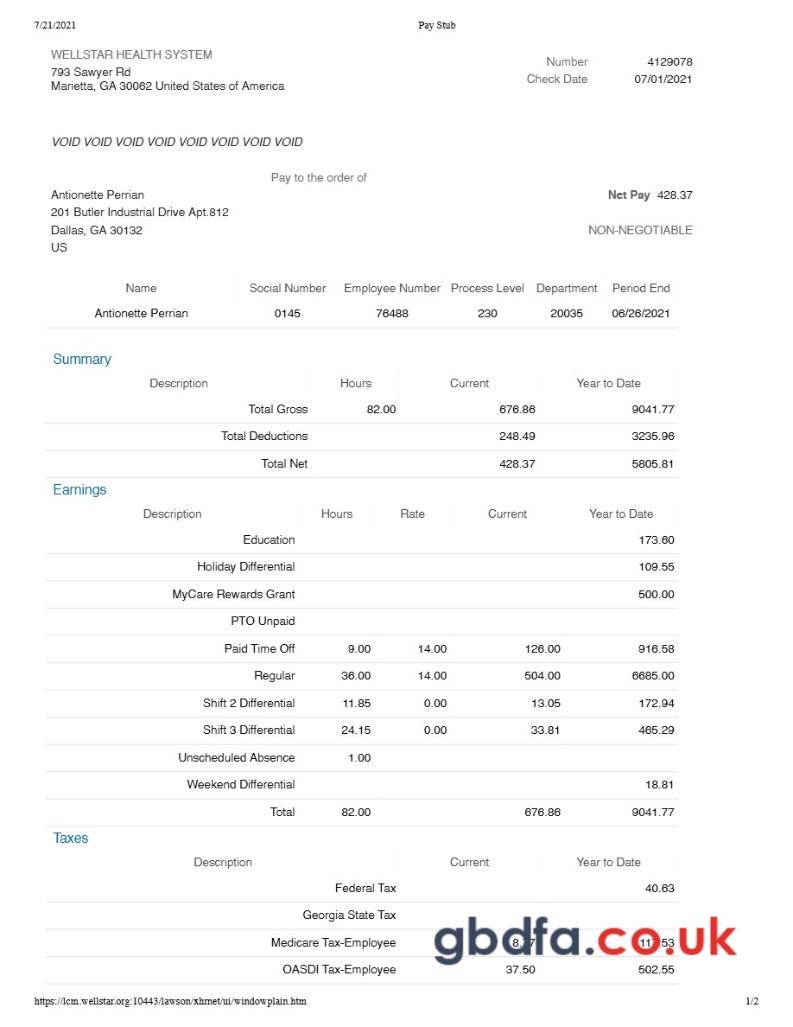 7/21/2021 Pay Stub
WELLSTAR HEALTH SYSTEM
793 Sawyer Rd
Marietta, GA 30062 United States of America
Number 4129078
Check Date 07/01/2021
VOID VOID VOID VOID VOID VOID VOID VOID
Pay to the order of
Antionette Perrian
201 Butler Industrial Drive Apt.812
Dallas, GA 30132
US
Net Pay 428.37
NON-NEGOTIABLE
Name Social Number Employee Number Process Level Department Period End
Antionette Perrian 0145 76488 230 20035 06/26/2021
Summary
Description Hours Current Year to Date
Total Gross 82.00 676.86 9041.77
Total Deductions 248.49 3235.96
Total Net 428.37 5805.81
Earnings
Description Hours Rate Current Year to Date
Education 173.60
Holiday Differential 109.55
MyCare Rewards Grant 500.00
PTO Unpaid
Paid Time Off 9.00 14.00 126.00 916.58
Regular 36.00 14.00 504.00 6685.00
Shift 2 Differential 11.85 0.00 13.05 172.94
Shift 3 Differential 24.15 0.00 33.81 465.29
Unscheduled Absence 1.00
Weekend Differential 18.81
Total 82.00 676.86 9041.77
Taxes
Description Current Year to Date
Federal Tax 40.63
Georgia State Tax
Medicare Tax-Employee
gbdfa.co.uk
OASDI Tax-Employee 37.50 502.55
https://lcm.wellstar.org:10443/lawson/xhrnet/ui/windowplain.htm 1/2